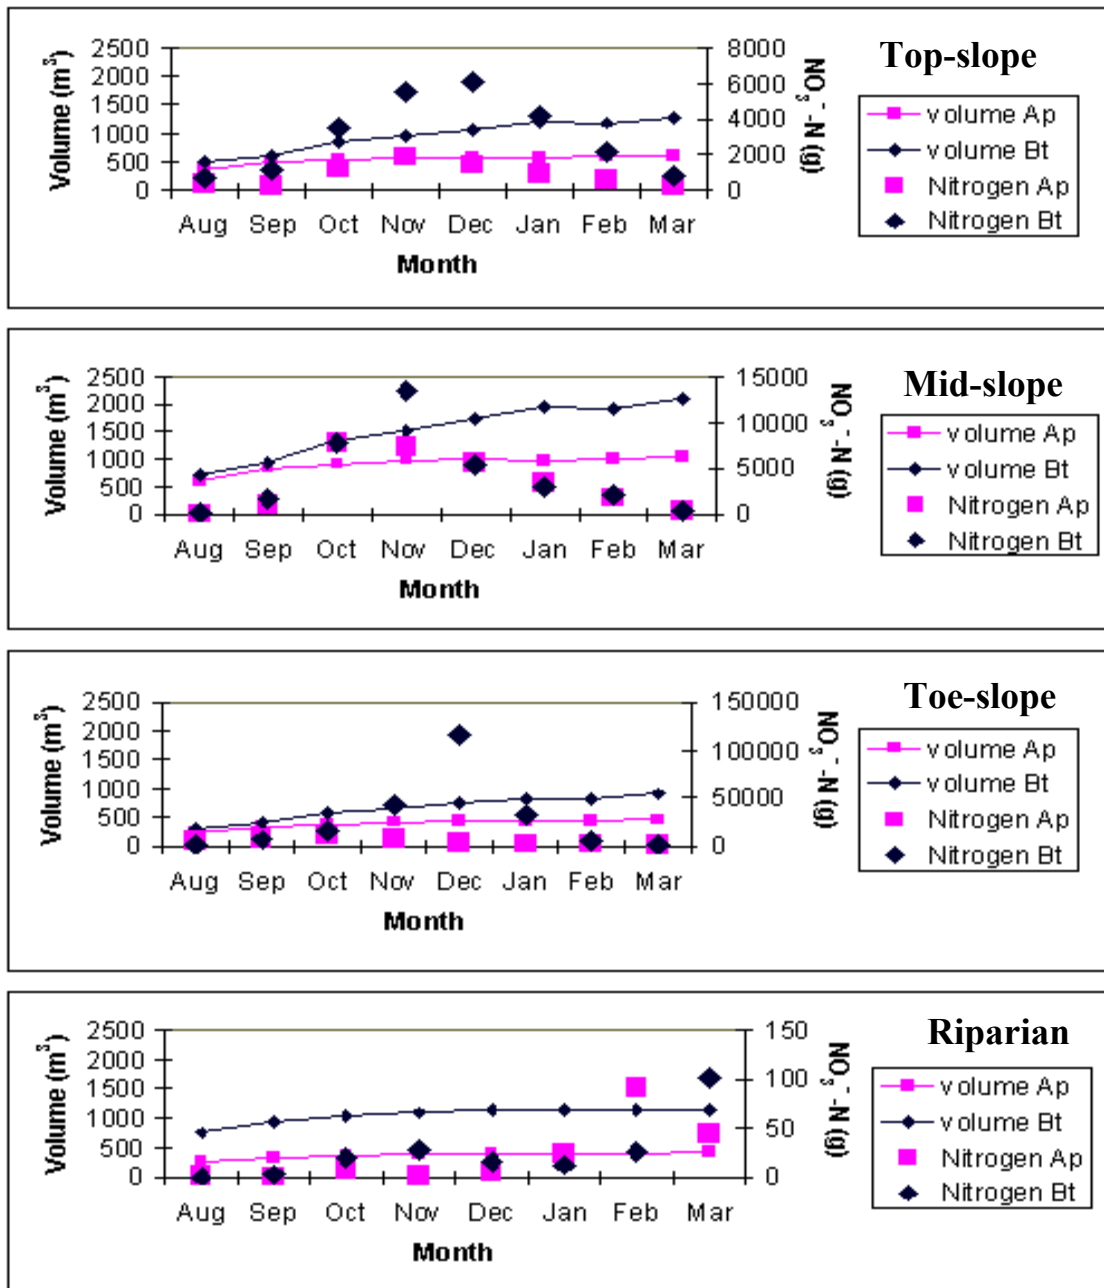 Top-slope
Volume (m³)
2500
2000
1500
1000
500
0
8000
6000
4000
2000
0
NO₃⁻-N (g)
Aug Sep Oct Nov Dec Jan Feb Mar
Month
volume Ap
volume Bt
Nitrogen Ap
Nitrogen Bt
Mid-slope
Volume (m³)
2500
2000
1500
1000
500
0
15000
10000
5000
0
NO₃⁻-N (g)
Aug Sep Oct Nov Dec Jan Feb Mar
Month
volume Ap
volume Bt
Nitrogen Ap
Nitrogen Bt
Toe-slope
Volume (m³)
2500
2000
1500
1000
500
0
150000
100000
50000
0
NO₃⁻-N (g)
Aug Sep Oct Nov Dec Jan Feb Mar
Month
volume Ap
volume Bt
Nitrogen Ap
Nitrogen Bt
Riparian
Volume (m³)
2500
2000
1500
1000
500
0
150
100
50
0
NO₃⁻-N (g)
Aug Sep Oct Nov Dec Jan Feb Mar
Month
volume Ap
volume Bt
Nitrogen Ap
Nitrogen Bt